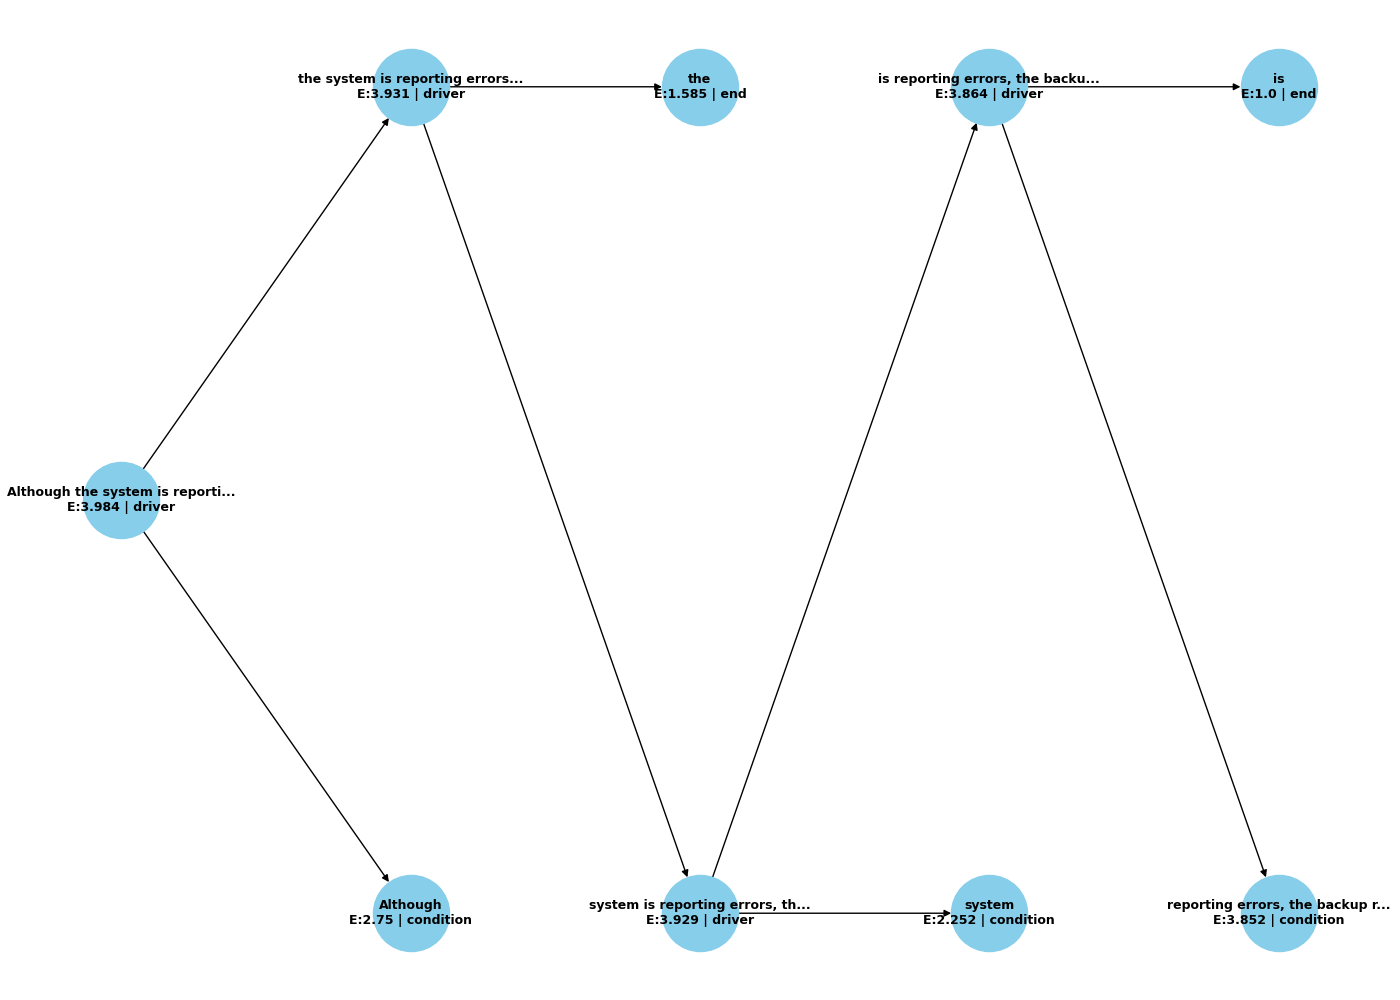 the system is reporting errors...
E:3.931 | driver
the
E:1.585 | end
is reporting errors, the backu...
E:3.864 | driver
is
E:1.0 | end
Although the system is reporti...
E:3.984 | driver
Although
E:2.75 | condition
system is reporting errors, th...
E:3.929 | driver
system
E:2.252 | condition
reporting errors, the backup r...
E:3.852 | condition